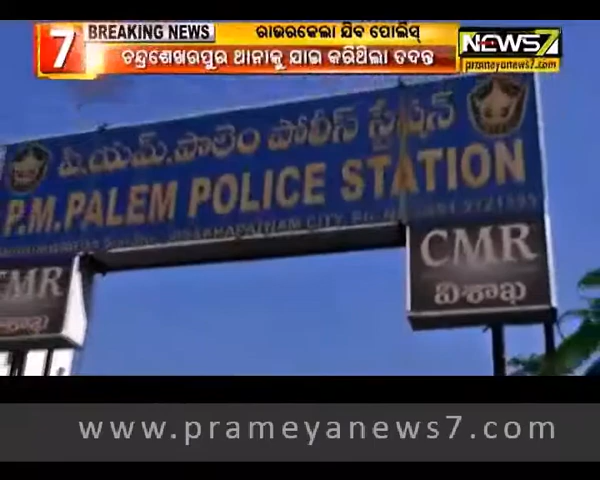 7 BREAKING NEWS
ରାଉରକେଲା ଯିବ ପୋଲିସ୍
ଚନ୍ଦ୍ରଶେଖରପୁର ଥାନାକୁ ଯାଇ କରିଥିଲା ତଦନ୍ତ
NEWS7
prameyanews7.com
పి.యమ్.పాలెం పోలీస్ స్టేషన్
P.M.PALEM POLICE STATION
CMR
విశాఖ
CMR
www.prameyanews7.com